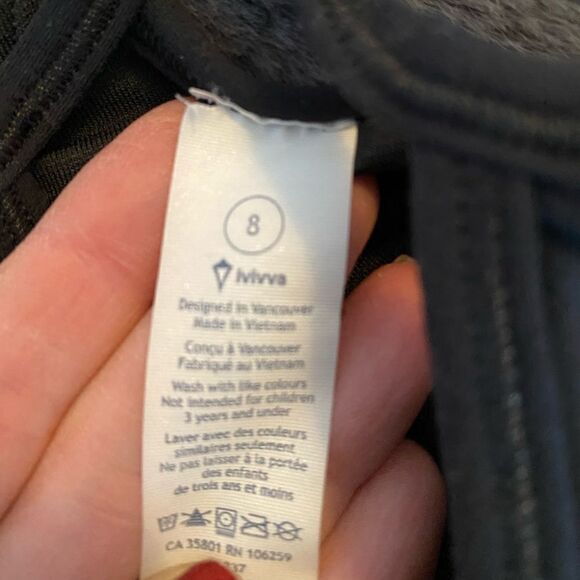 8
ivivva
Designed in Vancouver
Made in Vietnam
Conçu à Vancouver
Fabriqué au Vietnam
Wash with like colours
Not intended for children
3 years and under
Laver avec des couleurs
similaires seulement.
Ne pas laisser à la portée
des enfants
de trois ans et moins
CA 35801 RN 106259